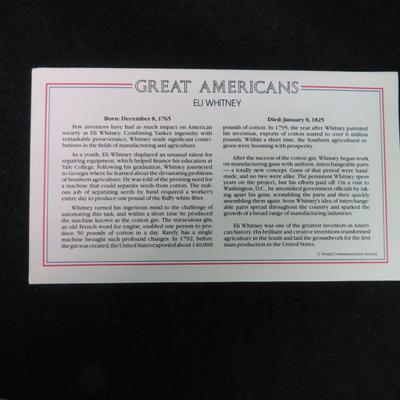 GREAT AMERICANS
ELI WHITNEY
Born: December 8, 1765
Few inventors have had as much impact on American
society as Eli Whitney. Combining Yankee ingenuity with
remarkable perseverance, Whitney made significant con-
tributions in the fields of manufacturing and agriculture.
As a youth, Eli Whitney displayed an unusual talent for
repairing equipment, which helped finance his education at
Yale College. Following his graduation, Whitney journeyed
to Georgia where he learned about the devastating problems
of Southern agriculture. He was told of the pressing need for
a machine that could separate seeds from cotton. The tedi-
ous job of separating seeds by hand required a worker's
entire day to produce one pound of the fluffy white fiber.
Whitney turned his ingenious mind to the challenge of
automating this task, and within a short time he produced
the machine known as the cotton gin. The miraculous gin,
an old French word for engine, enabled one person to pro-
duce 50 pounds of cotton in a day. Rarely has a single
machine brought such profound changes. In 1792, before
the gin was created, the United States exported about 140,000
Died: January 8, 1825
pounds of cotton. In 1795, the year after Whitney patented
his invention, exports of cotton soared to over 6 million
pounds. Within a short time, the Southern agricultural re-
gions were booming with prosperity.
After the success of the cotton gin, Whitney began work
on manufacturing guns with uniform, interchangeable parts
— a totally new concept. Guns of that period were hand-
made, and no two were alike. The persistent Whitney spent
years on the project, but his efforts paid off. On a visit to
Washington, D.C., he astonished government officials by tak-
ing apart his guns, scrambling the parts and then quickly
assembling them again. Soon Whitney's idea of interchange-
able parts spread throughout the country and sparked the
growth of a broad range of manufacturing industries.
Eli Whitney was one of the greatest inventors in Ameri-
can history. His brilliant and creative inventions transformed
agriculture in the South and laid the groundwork for the first
mass production in the United States.
© Postal Commemorative Society